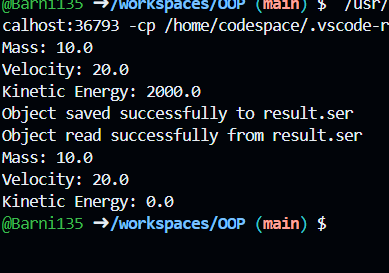 @Barni135 ➜/workspaces/OOP (main) $ /usr/
calhost:36793 -cp /home/codespace/.vscode-r
Mass: 10.0
Velocity: 20.0
Kinetic Energy: 2000.0
Object saved successfully to result.ser
Object read successfully from result.ser
Mass: 10.0
Velocity: 20.0
Kinetic Energy: 0.0
@Barni135 ➜/workspaces/OOP (main) $